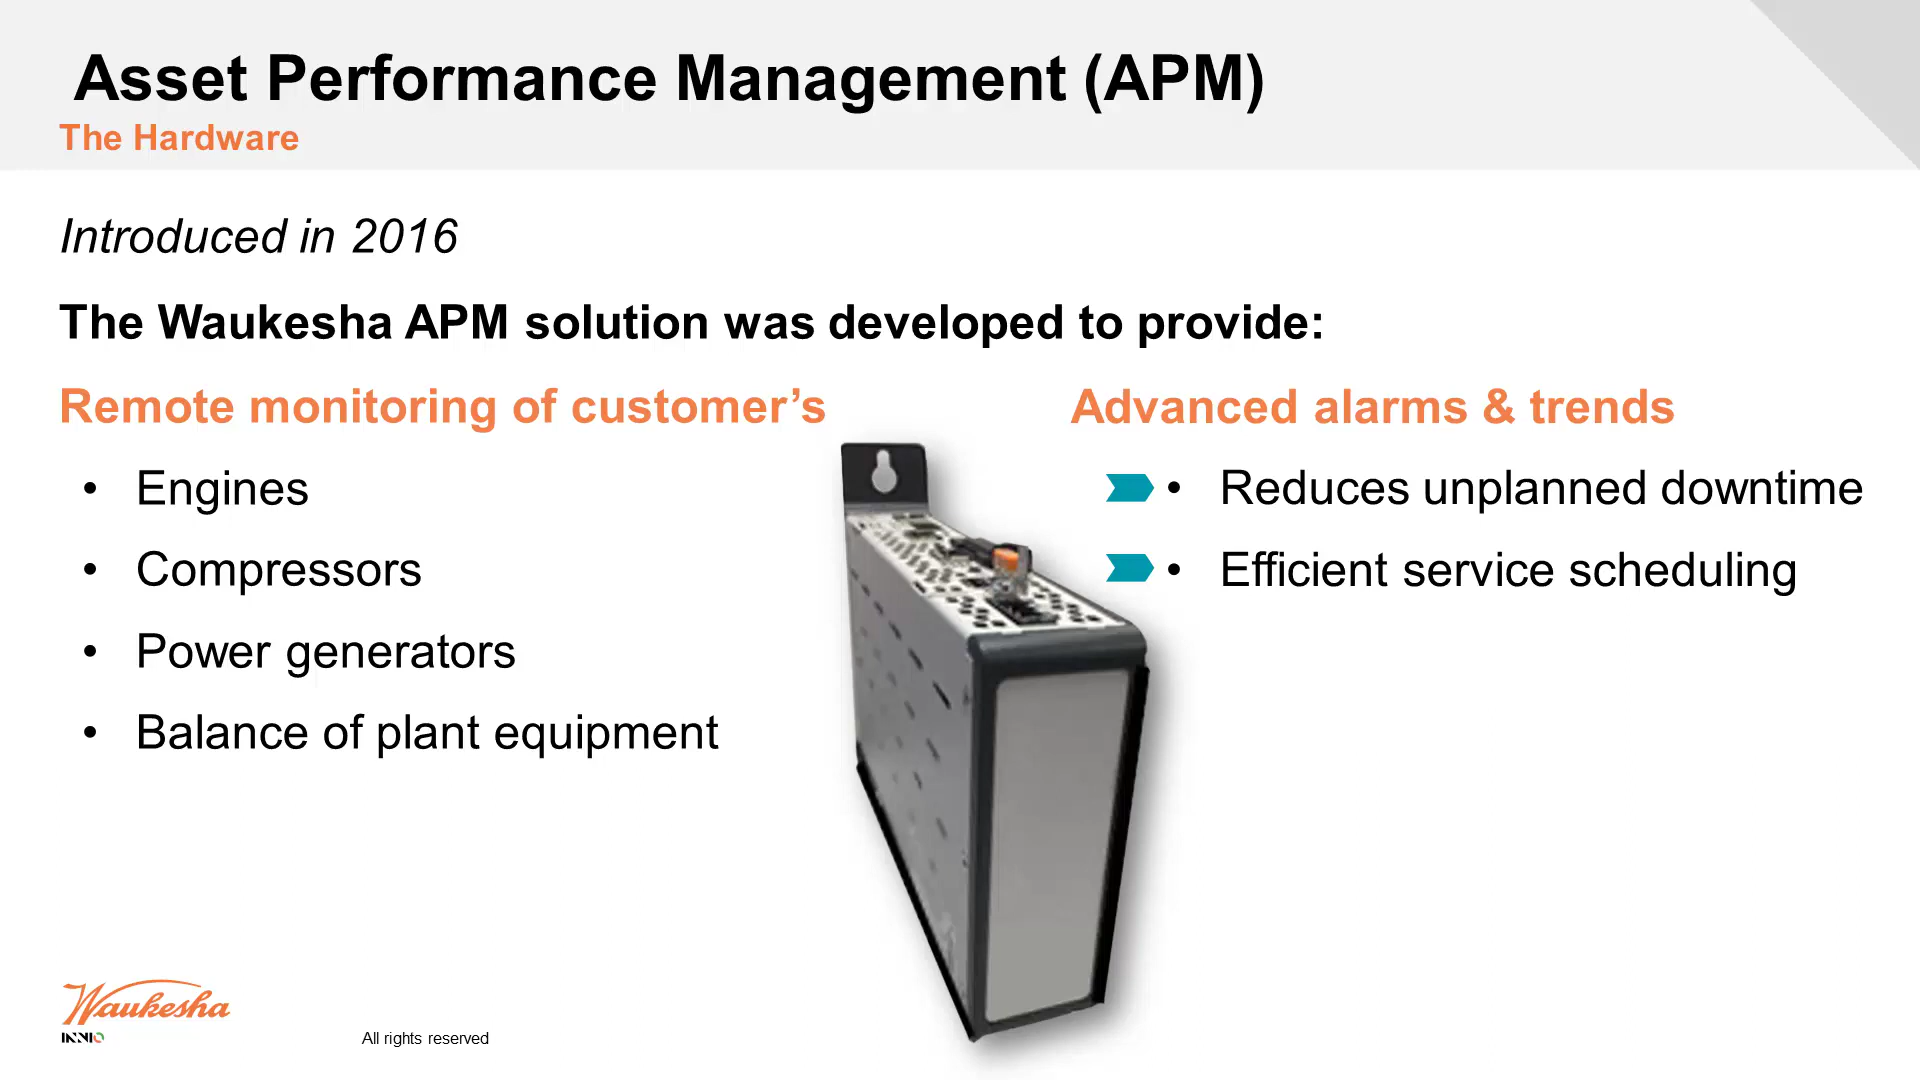 Asset Performance Management (APM)
The Hardware
Introduced in 2016
The Waukesha APM solution was developed to provide:
Remote monitoring of customer’s
• Engines
• Compressors
• Power generators
• Balance of plant equipment
Advanced alarms & trends
• Reduces unplanned downtime
• Efficient service scheduling
Waukesha
INNIO
All rights reserved